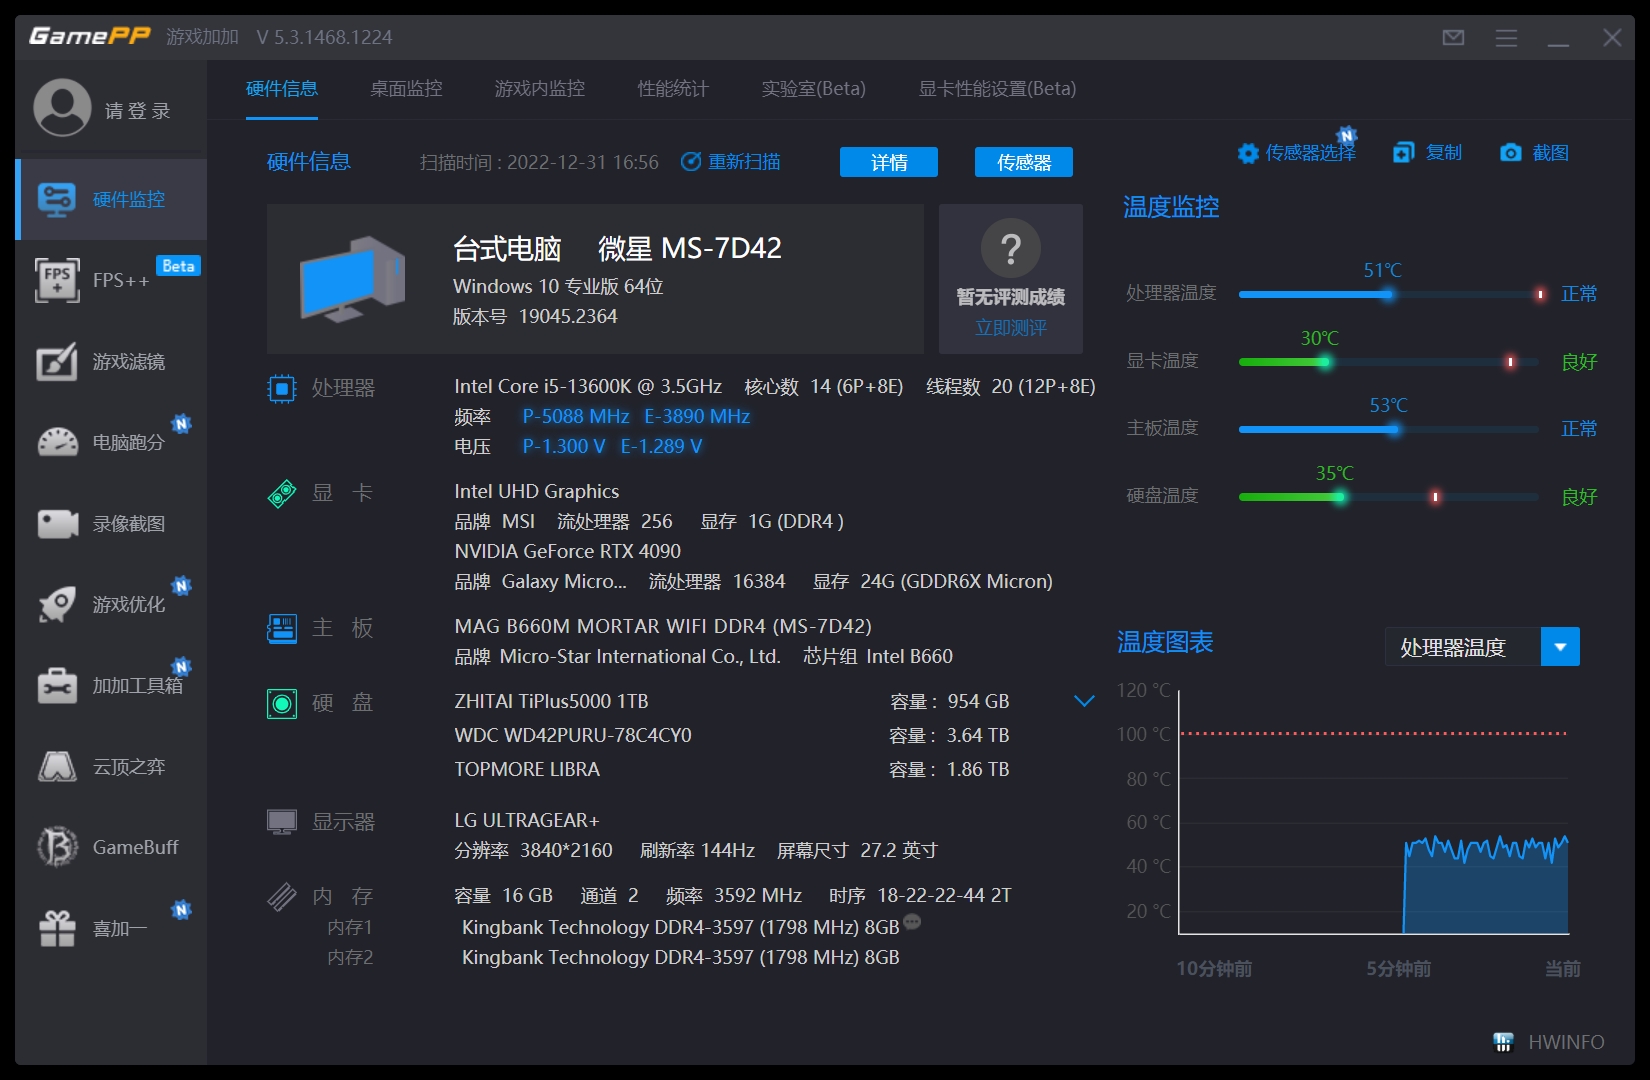 GamePP 游戏加加 V 5.3.1468.1224
请 登 录
硬件监控
FPS++ Beta
游戏滤镜
电脑跑分
录像截图
游戏优化
加加工具箱
云顶之弈
GameBuff
喜加一
硬件信息 桌面监控 游戏内监控 性能统计 实验室(Beta) 显卡性能设置(Beta)
硬件信息 扫描时间 : 2022-12-31 16:56 重新扫描 详情 传感器
传感器选择 复制 截图
台式电脑 微星 MS-7D42
Windows 10 专业版 64位
版本号 19045.2364
?
暂无评测成绩
立即测评
处理器 Intel Core i5-13600K @ 3.5GHz 核心数 14 (6P+8E) 线程数 20 (12P+8E)
频率 P-5088 MHz E-3890 MHz
电压 P-1.300 V E-1.289 V
显 卡 Intel UHD Graphics
品牌 MSI 流处理器 256 显存 1G (DDR4 )
NVIDIA GeForce RTX 4090
品牌 Galaxy Micro... 流处理器 16384 显存 24G (GDDR6X Micron)
主 板 MAG B660M MORTAR WIFI DDR4 (MS-7D42)
品牌 Micro-Star International Co., Ltd. 芯片组 Intel B660
硬 盘 ZHITAI TiPlus5000 1TB 容量 : 954 GB
WDC WD42PURU-78C4CY0 容量 : 3.64 TB
TOPMORE LIBRA 容量 : 1.86 TB
显示器 LG ULTRAGEAR+
分辨率 3840*2160 刷新率 144Hz 屏幕尺寸 27.2 英寸
内 存 容量 16 GB 通道 2 频率 3592 MHz 时序 18-22-22-44 2T
内存1 Kingbank Technology DDR4-3597 (1798 MHz) 8GB
内存2 Kingbank Technology DDR4-3597 (1798 MHz) 8GB
温度监控
51℃
处理器温度 正常
30℃
显卡温度 良好
53℃
主板温度 正常
35℃
硬盘温度 良好
温度图表 处理器温度
120 °C
100 °C
80 °C
60 °C
40 °C
20 °C
10分钟前 5分钟前 当前
HWINFO